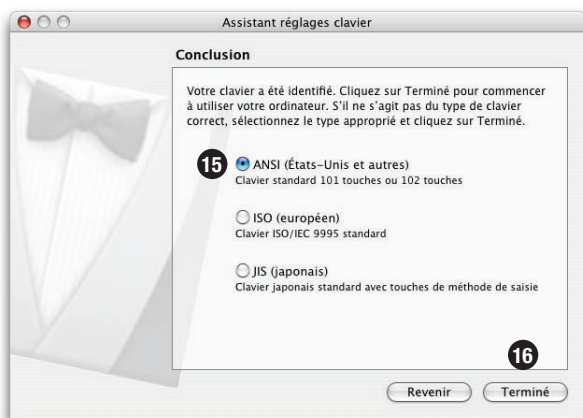 Assistant réglages clavier
Conclusion
Votre clavier a été identifié. Cliquez sur Terminé pour commencer
à utiliser votre ordinateur. S'il ne s'agit pas du type de clavier
correct, sélectionnez le type approprié et cliquez sur Terminé.
15 ANSI (États-Unis et autres)
Clavier standard 101 touches ou 102 touches
ISO (européen)
Clavier ISO/IEC 9995 standard
JIS (japonais)
Clavier japonais standard avec touches de méthode de saisie
16
Revenir Terminé